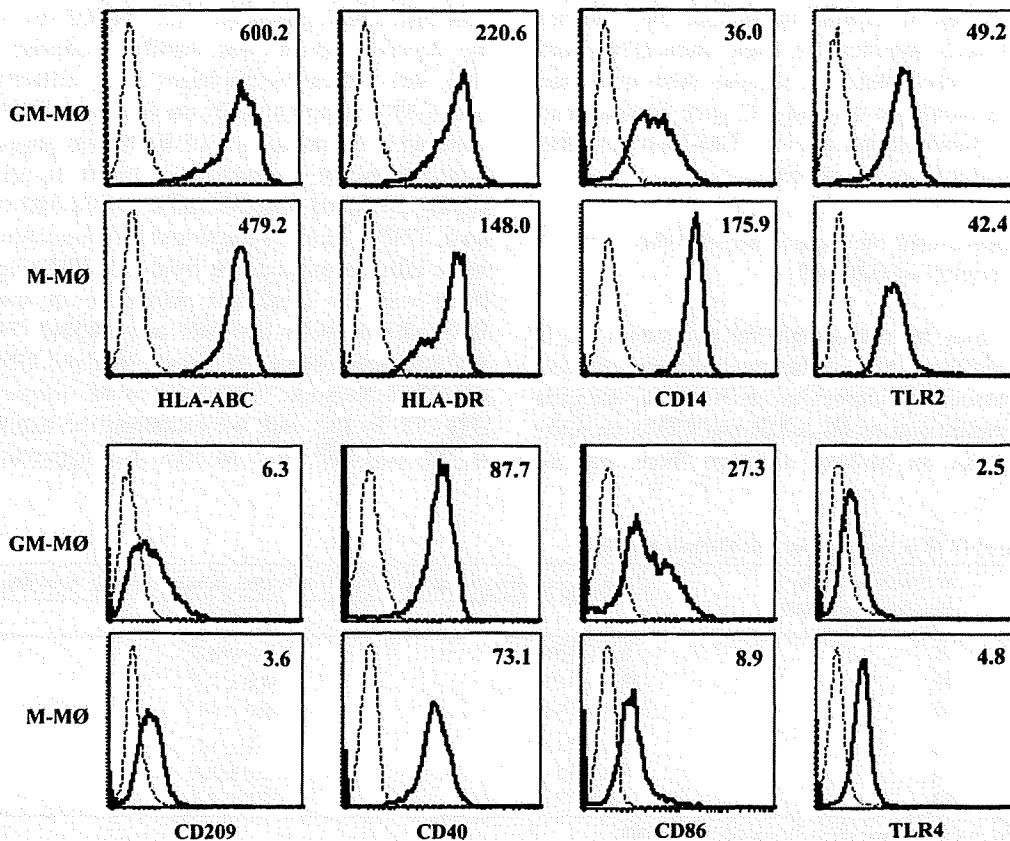 600.2 220.6 36.0 49.2
GM-MØ
479.2 148.0 175.9 42.4
M-MØ
HLA-ABC HLA-DR CD14 TLR2
6.3 87.7 27.3 2.5
GM-MØ
3.6 73.1 8.9 4.8
M-MØ
CD209 CD40 CD86 TLR4